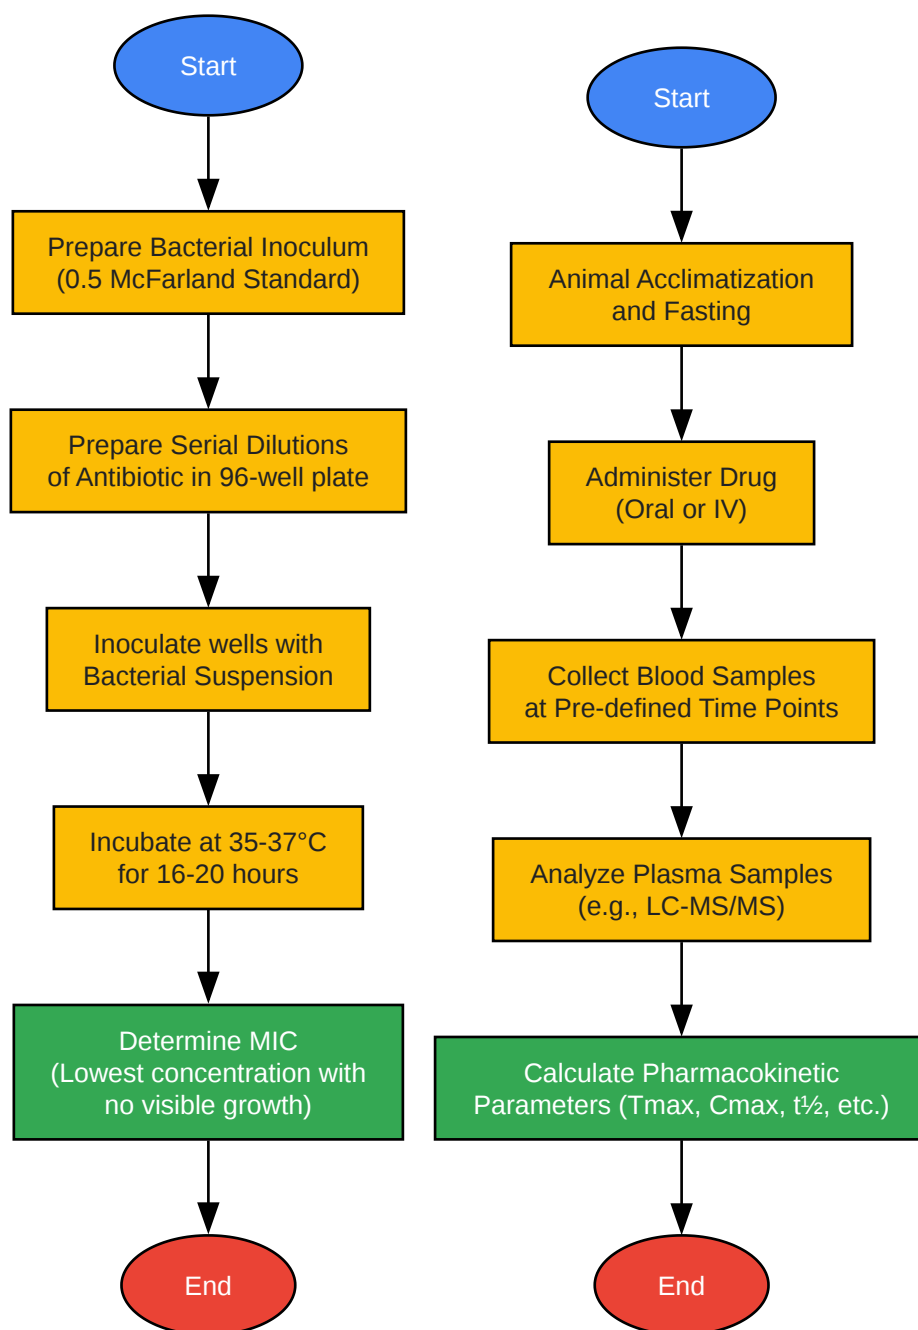 Start
Prepare Bacterial Inoculum
(0.5 McFarland Standard)
Prepare Serial Dilutions
of Antibiotic in 96-well plate
Inoculate wells with
Bacterial Suspension
Incubate at 35-37°C
for 16-20 hours
Determine MIC
(Lowest concentration with
no visible growth)
End
Start
Animal Acclimatization
and Fasting
Administer Drug
(Oral or IV)
Collect Blood Samples
at Pre-defined Time Points
Analyze Plasma Samples
(e.g., LC-MS/MS)
Calculate Pharmacokinetic
Parameters (Tmax, Cmax, t½, etc.)
End